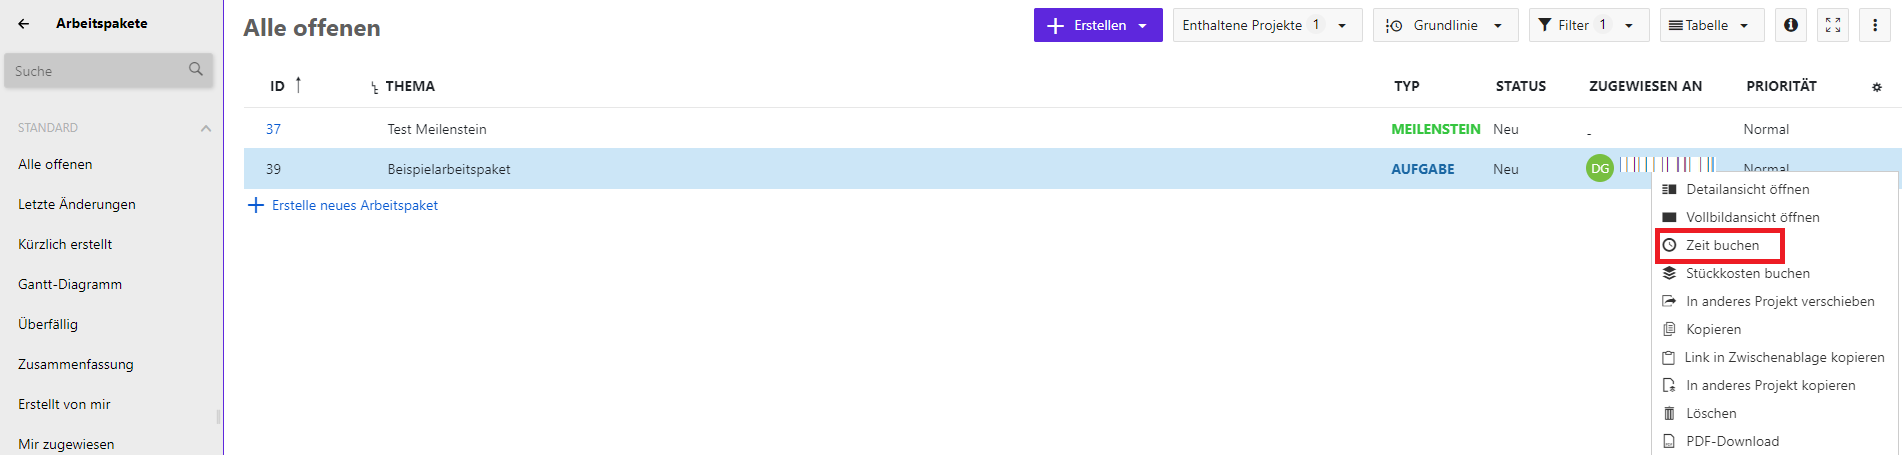 Arbeitspakete
Suche
STANDARD
Alle offenen
Letzte Änderungen
Kürzlich erstellt
Gantt-Diagramm
Überfällig
Zusammenfassung
Erstellt von mir
Mir zugewiesen
Alle offenen
Erstellen
Enthaltene Projekte 1
Grundlinie
Filter 1
Tabelle
ID THEMA TYP STATUS ZUGEWIESEN AN PRIORITÄT
37 Test Meilenstein MEILENSTEIN Neu - Normal
39 Beispielarbeitspaket AUFGABE Neu DG Normal
Erstelle neues Arbeitspaket
Detailansicht öffnen
Vollbildansicht öffnen
Zeit buchen
Stückkosten buchen
In anderes Projekt verschieben
Kopieren
Link in Zwischenablage kopieren
In anderes Projekt kopieren
Löschen
PDF-Download